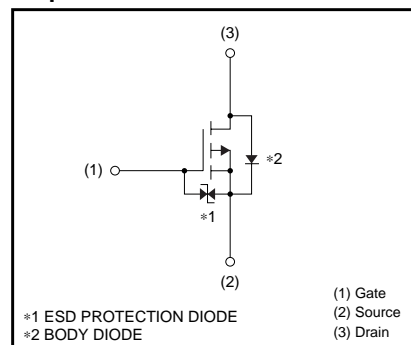 (3)
(1)
∗2
∗1
(2)
∗1 ESD PROTECTION DIODE
∗2 BODY DIODE
(1) Gate
(2) Source
(3) Drain